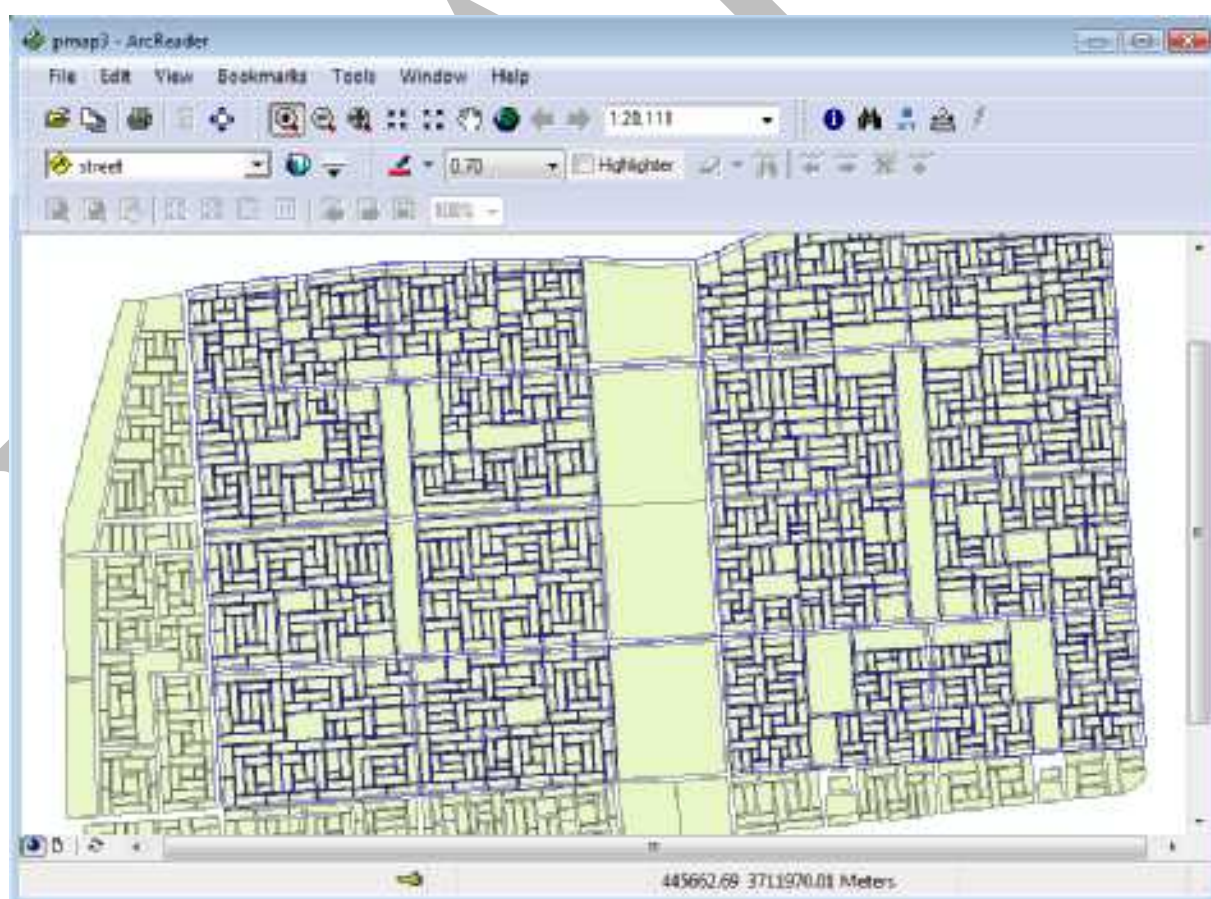 pmap3 - ArcReader
File Edit View Bookmarks Tools Window Help
1:28,118
street 0.70 Highlighter
100%
445662.69 3711970.01 Meters